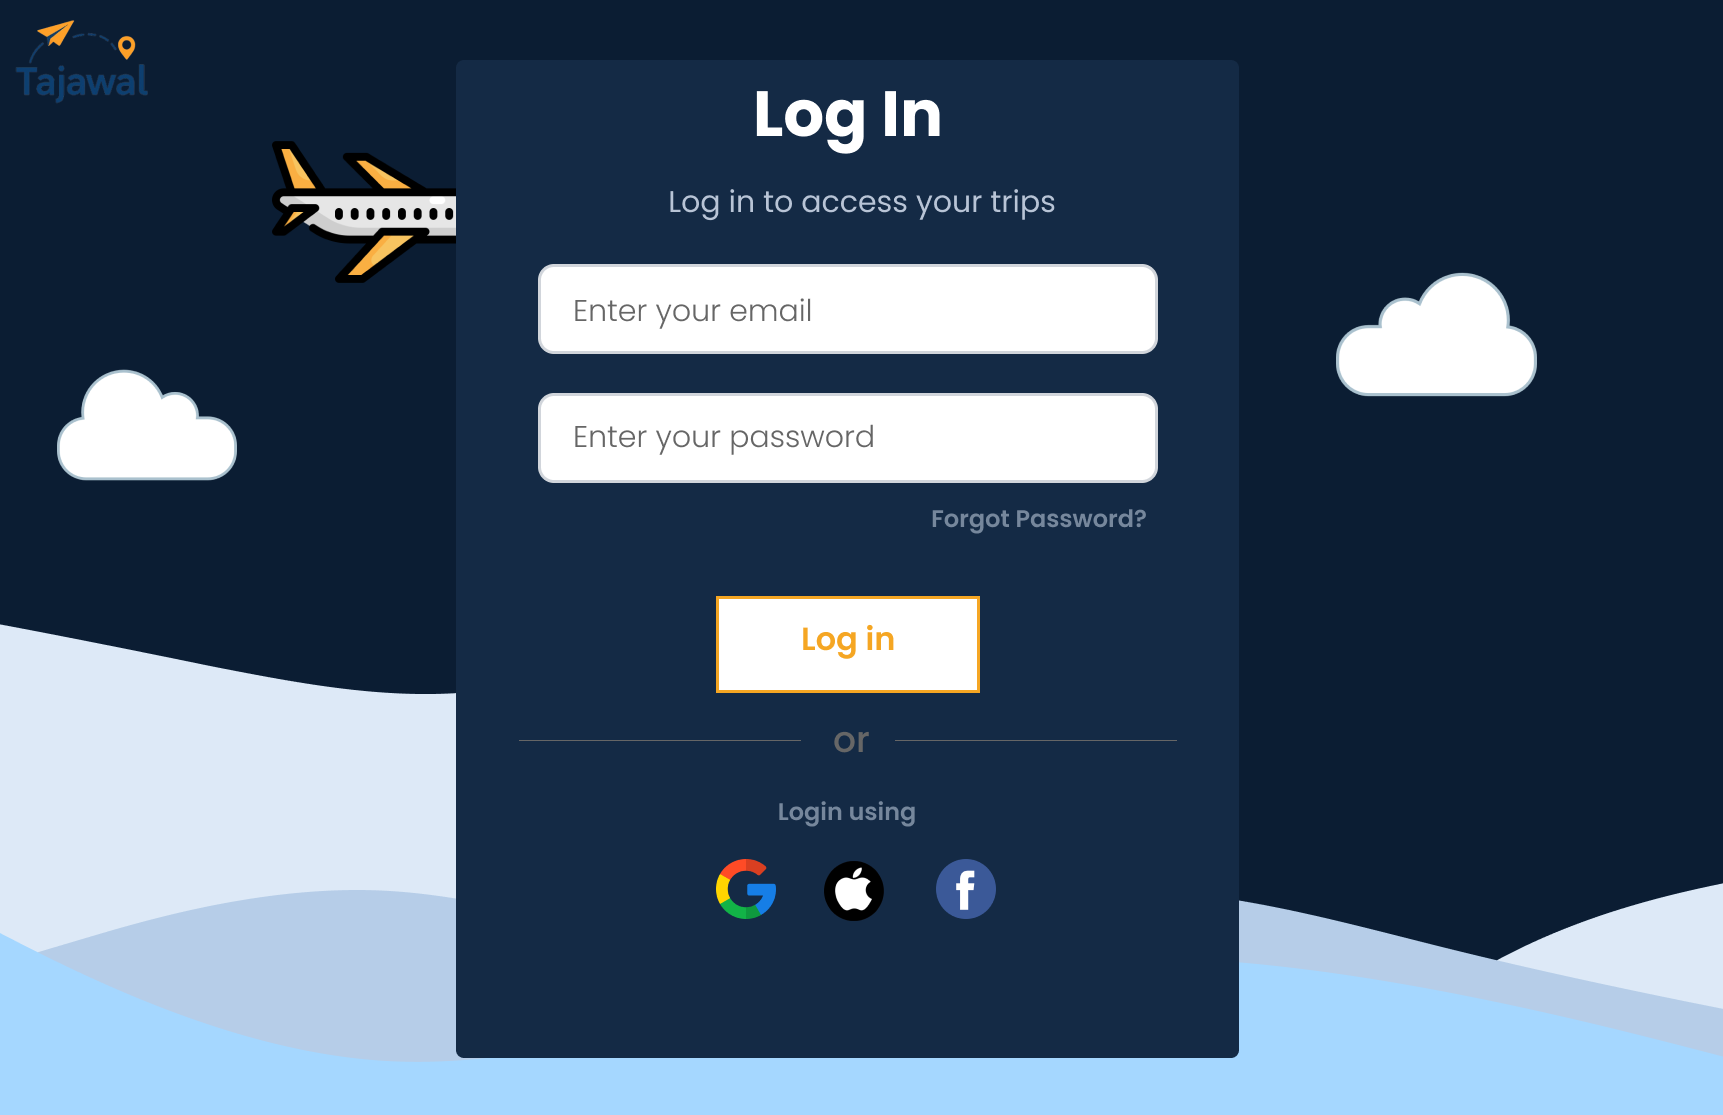 Tajawal
Log In
Log in to access your trips
Enter your email
Enter your password
Forgot Password?
Log in
or
Login using